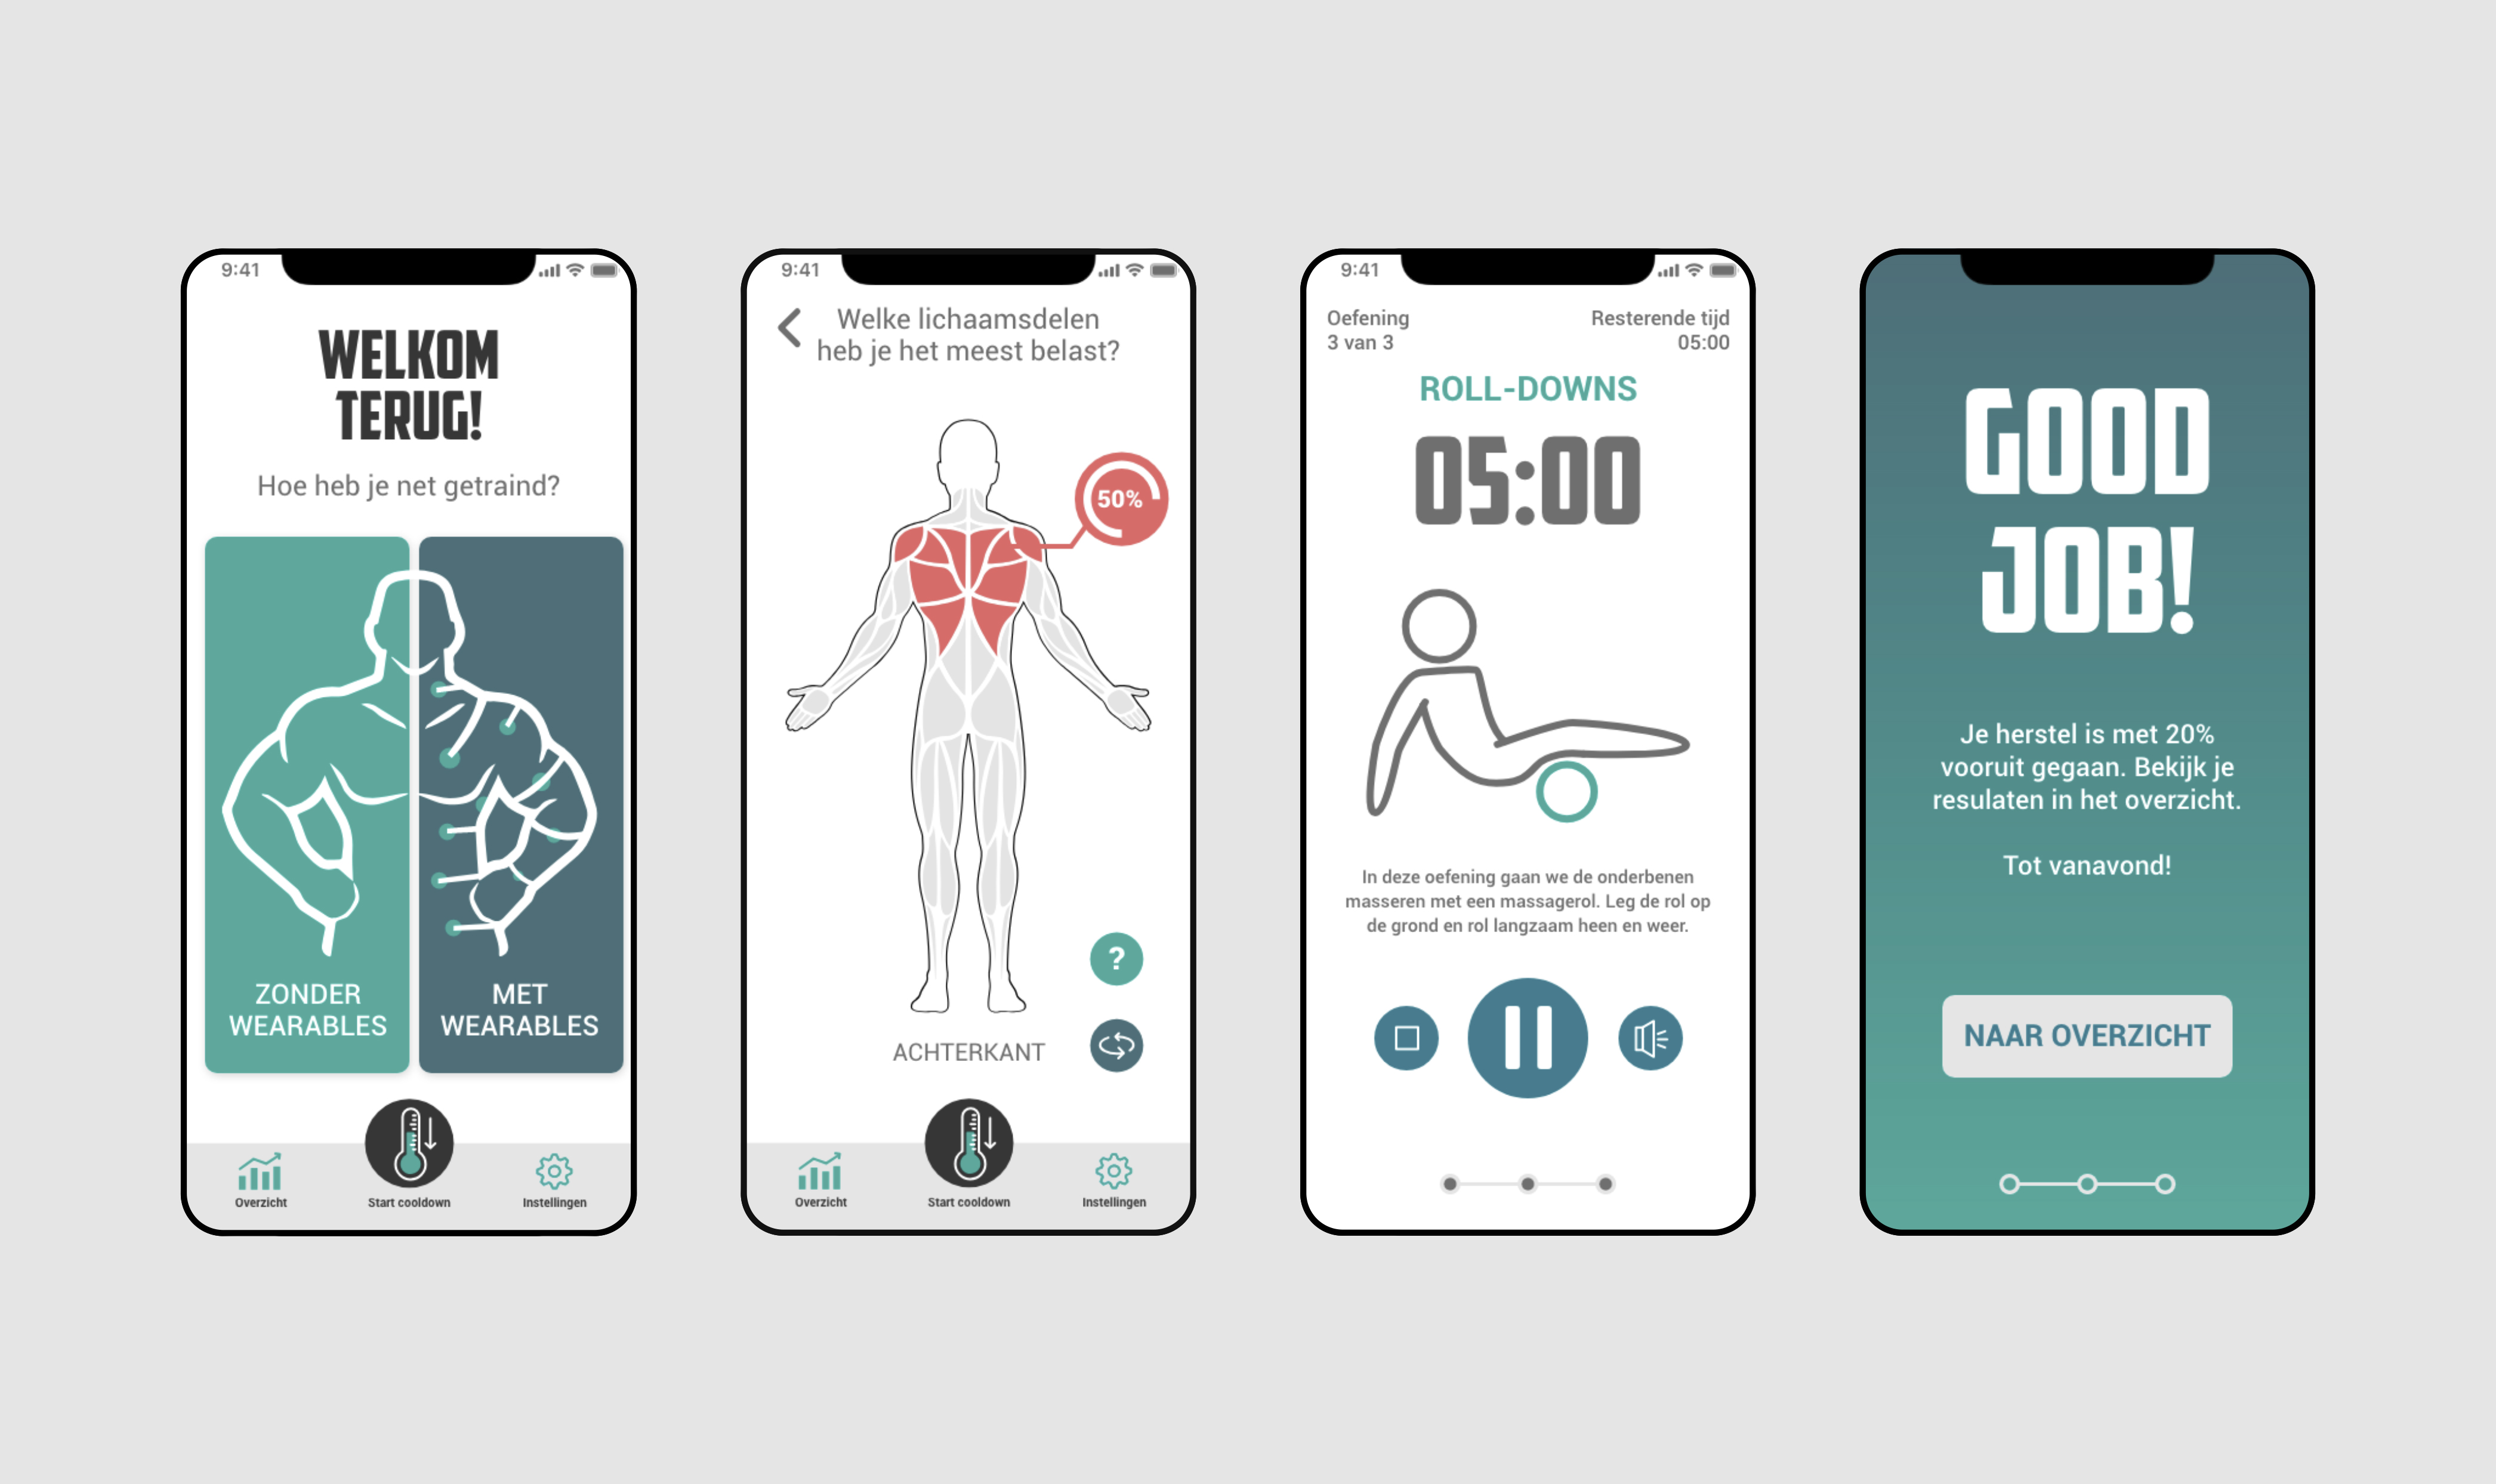 9:41
WELKOM
TERUG!
Hoe heb je net getraind?
ZONDER
WEARABLES
MET
WEARABLES
Overzicht
Start cooldown
Instellingen
9:41
Welke lichaamsdelen
heb je het meest belast?
50%
?
ACHTERKANT
Overzicht
Start cooldown
Instellingen
9:41
Oefening
3 van 3
Resterende tijd
05:00
ROLL-DOWNS
05:00
In deze oefening gaan we de onderbenen
masseren met een massagerol. Leg de rol op
de grond en rol langzaam heen en weer.
GOOD
JOB!
Je herstel is met 20%
vooruit gegaan. Bekijk je
resulaten in het overzicht.
Tot vanavond!
NAAR OVERZICHT